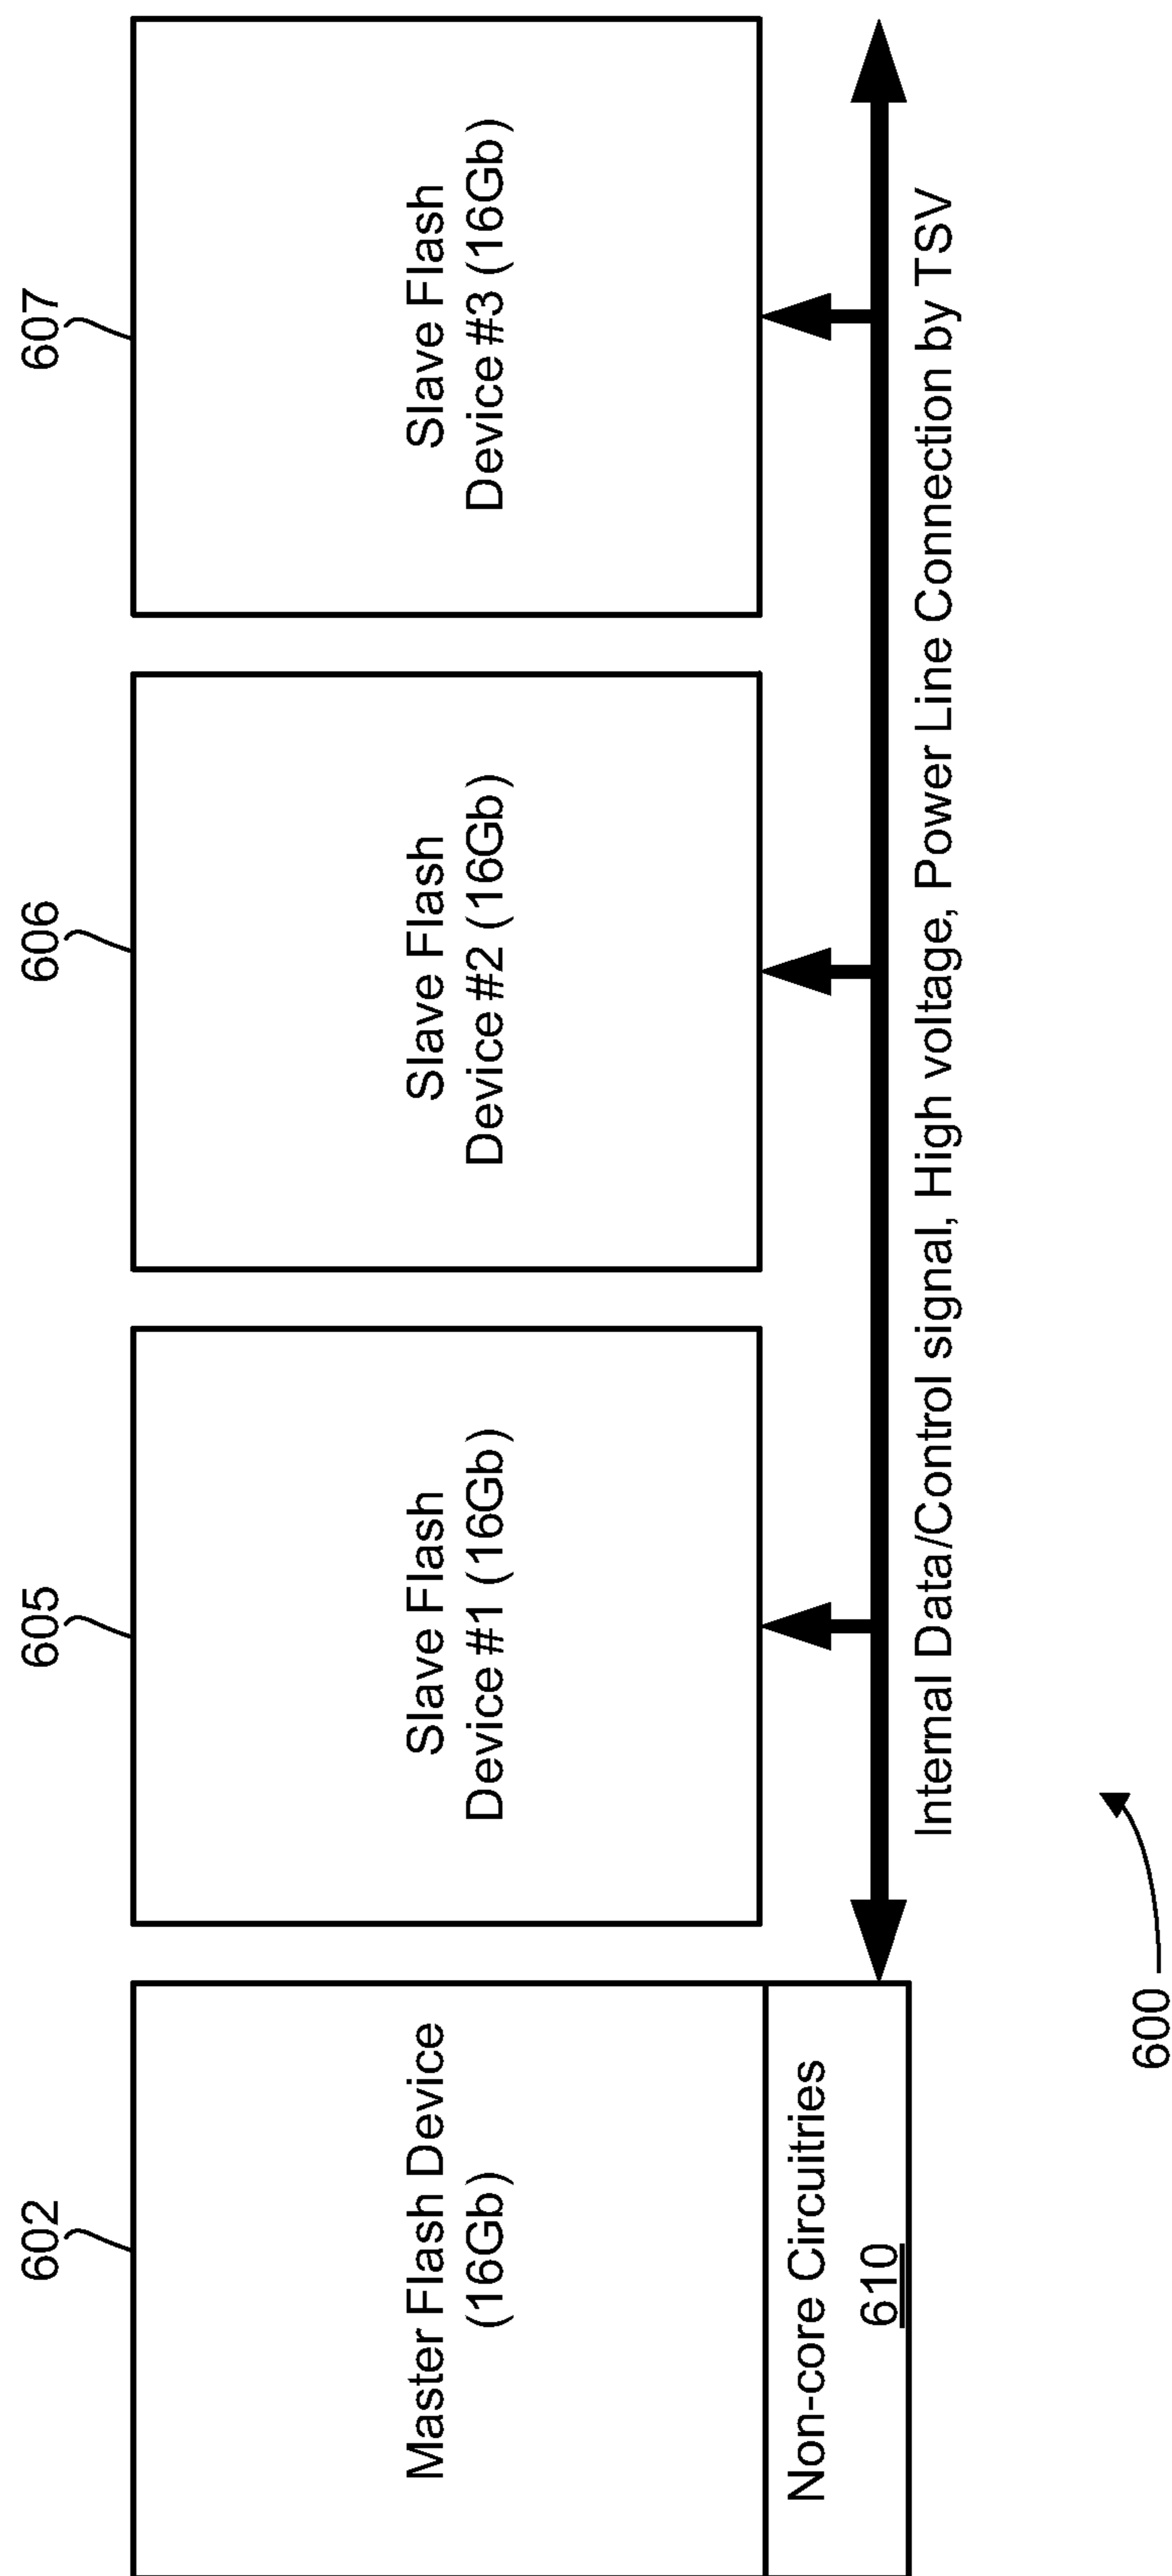 602
605
606
607
Master Flash Device
(16Gb)
Slave Flash
Device #1 (16Gb)
Slave Flash
Device #2 (16Gb)
Slave Flash
Device #3 (16Gb)
Non-core Circuitries
610
Internal Data/Control signal, High voltage, Power Line Connection by TSV
600